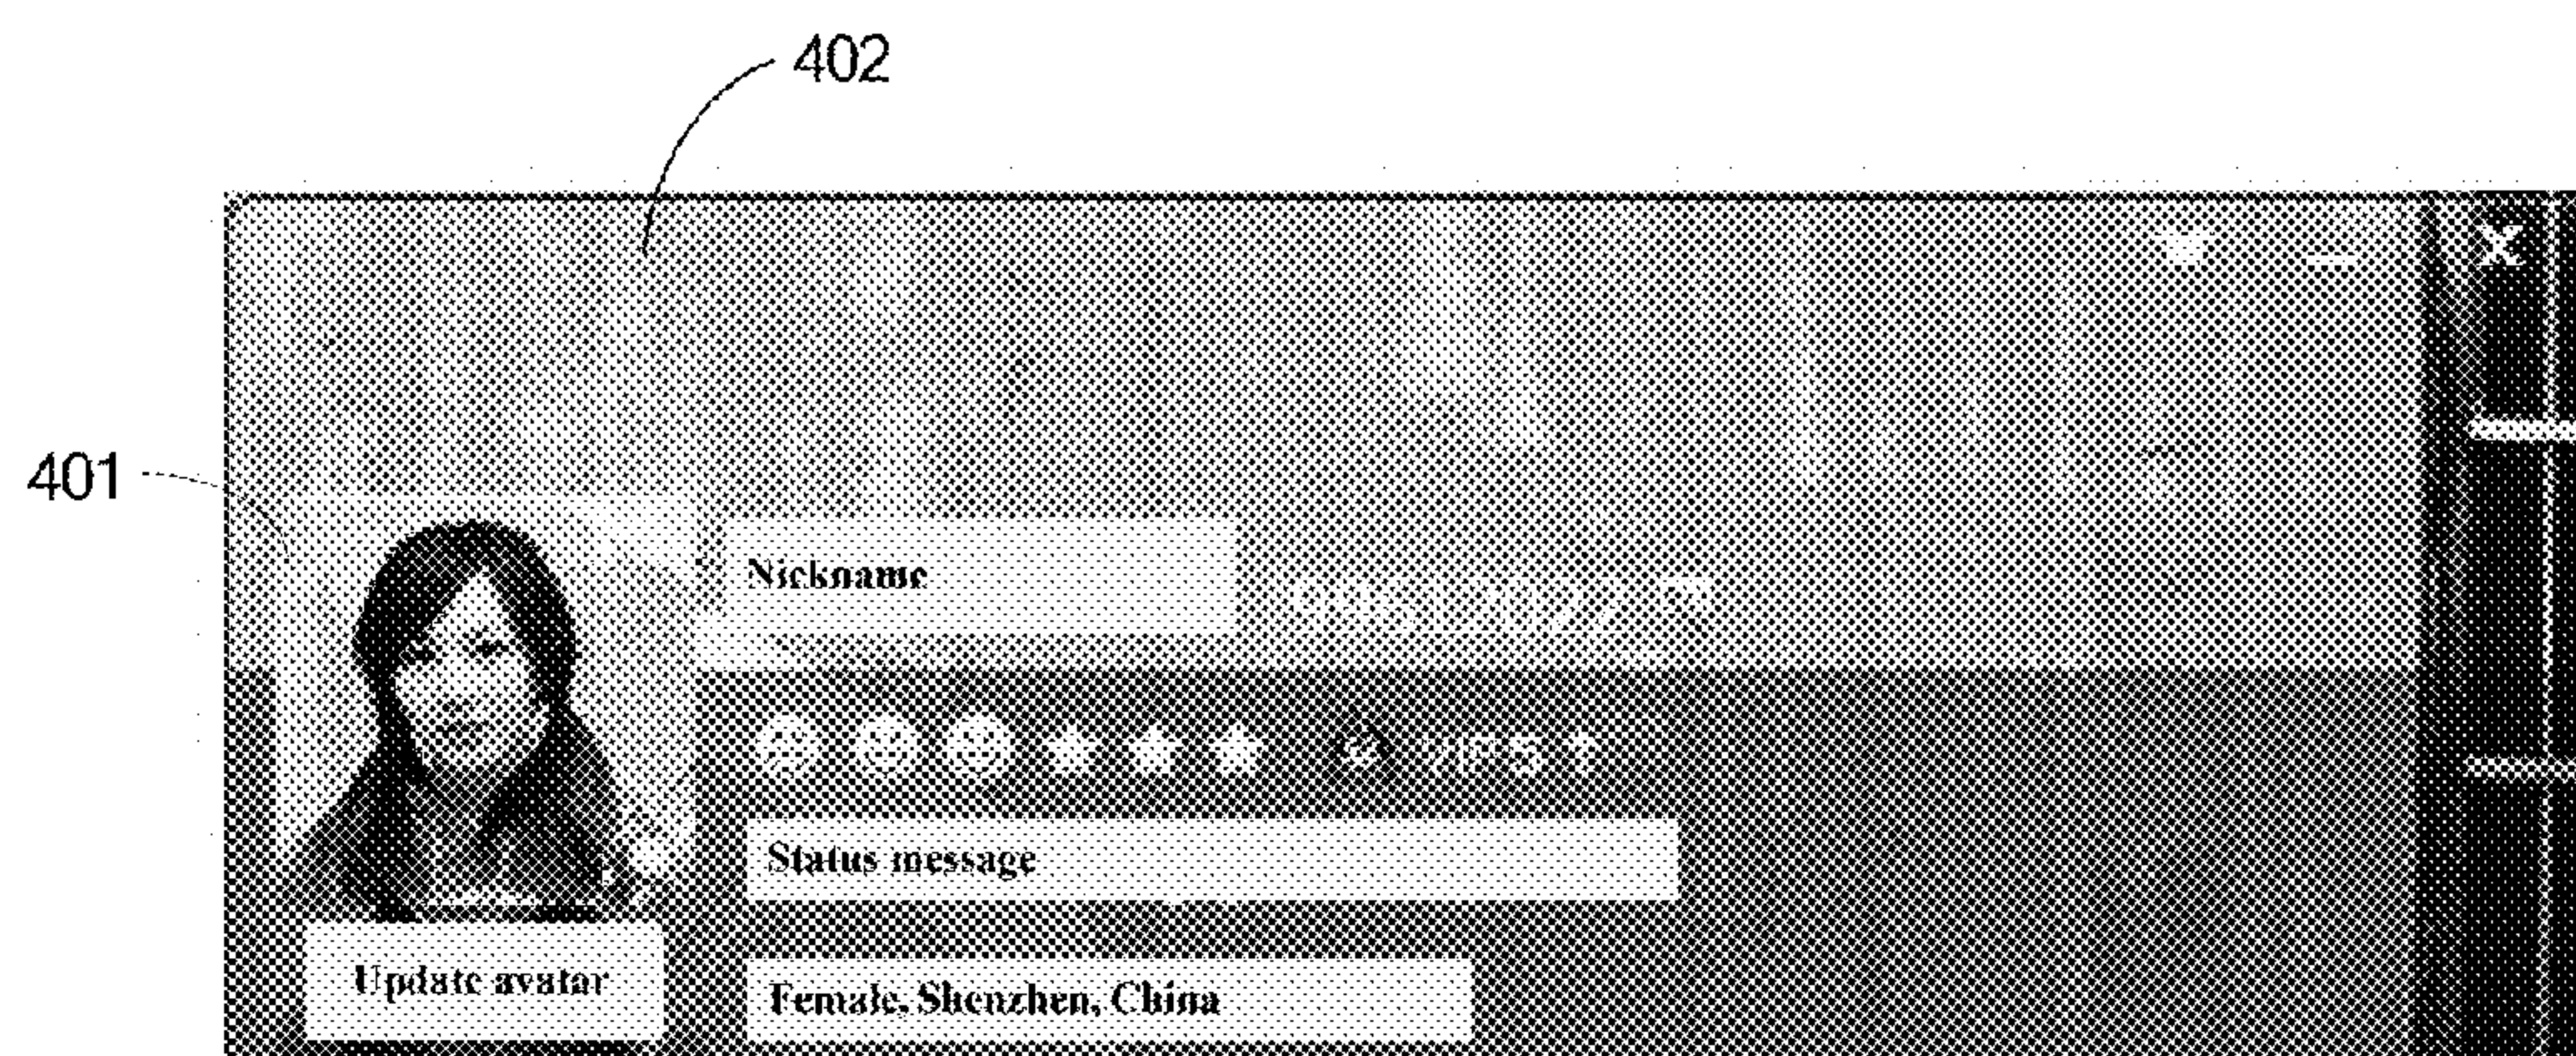 402
401
Nickname
Status message
Update avatar
Female, Shenzhen, China